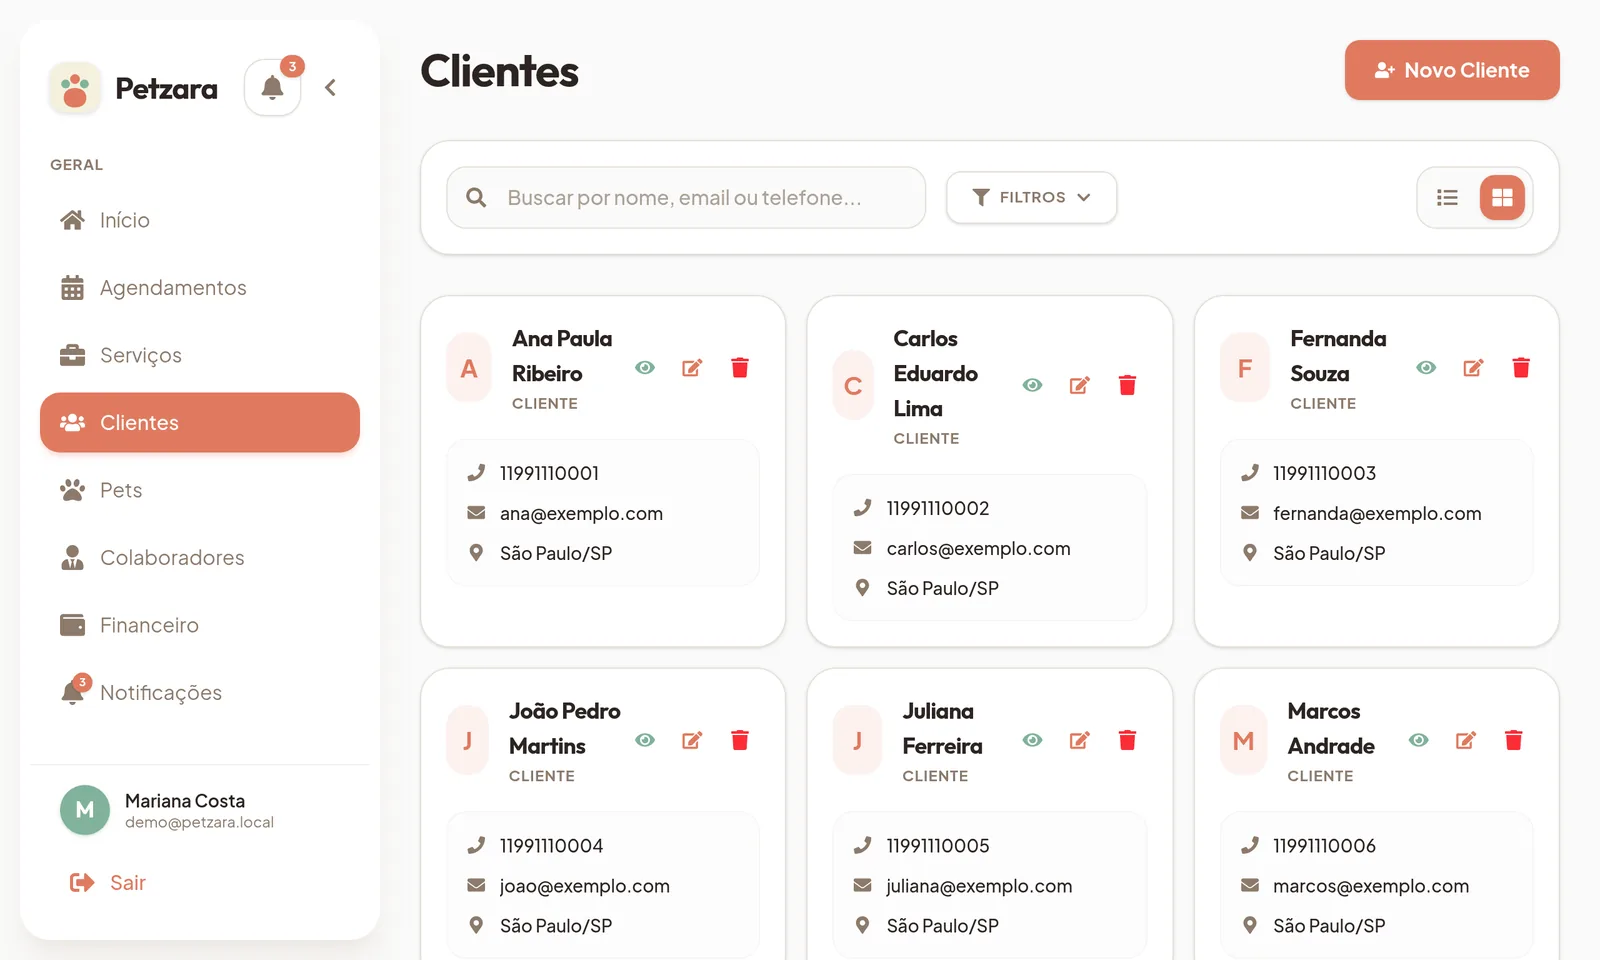 Petzara
3
GERAL
Início
Agendamentos
Serviços
Clientes
Pets
Colaboradores
Financeiro
3
Notificações
M
Mariana Costa
demo@petzara.local
Sair
Clientes
Novo Cliente
Buscar por nome, email ou telefone...
FILTROS
A
Ana Paula
Ribeiro
CLIENTE
11991110001
ana@exemplo.com
São Paulo/SP
C
Carlos
Eduardo
Lima
CLIENTE
11991110002
carlos@exemplo.com
São Paulo/SP
F
Fernanda
Souza
CLIENTE
11991110003
fernanda@exemplo.com
São Paulo/SP
J
João Pedro
Martins
CLIENTE
11991110004
joao@exemplo.com
São Paulo/SP
J
Juliana
Ferreira
CLIENTE
11991110005
juliana@exemplo.com
São Paulo/SP
M
Marcos
Andrade
CLIENTE
11991110006
marcos@exemplo.com
São Paulo/SP